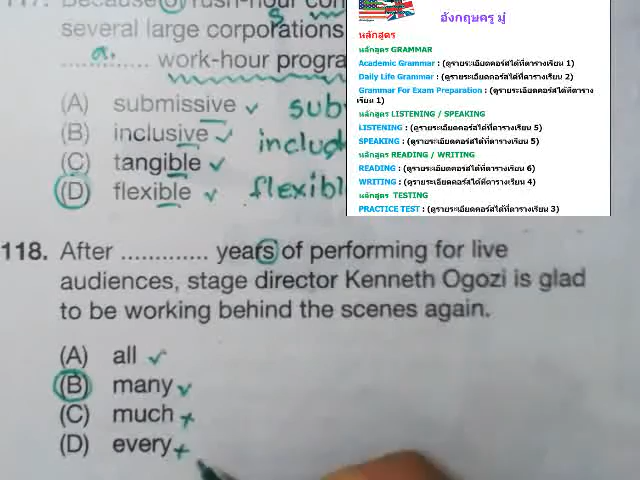 117. Because of rush-hour con
several large corporations
a. ............. work-hour progra
(A) submissive ✓ sub
(B) inclusive ✓ includ
(C) tangible ✓
(D) flexible ✓ flexibl
อังกฤษครู มู่
หลักสูตร
หลักสูตร GRAMMAR
Academic Grammar : (ดูรายระเอียดคอร์สได้ที่ตารางเรียน 1)
Daily Life Grammar : (ดูรายระเอียดคอร์สได้ที่ตารางเรียน 2)
Grammar For Exam Preparation : (ดูรายระเอียดคอร์สได้ที่ตาราง
เรียน 1)
หลักสูตร LISTENING / SPEAKING
LISTENING : (ดูรายระเอียดคอร์สได้ที่ตารางเรียน 5)
SPEAKING : (ดูรายระเอียดคอร์สได้ที่ตารางเรียน 5)
หลักสูตร READING / WRITING
READING : (ดูรายระเอียดคอร์สได้ที่ตารางเรียน 6)
WRITING : (ดูรายระเอียดคอร์สได้ที่ตารางเรียน 4)
หลักสูตร TESTING
PRACTICE TEST : (ดูรายระเอียดคอร์สได้ที่ตารางเรียน 3)
118. After ............. years of performing for live
audiences, stage director Kenneth Ogozi is glad
to be working behind the scenes again.
(A) all ✓
(B) many ✓
(C) much ×
(D) every ×